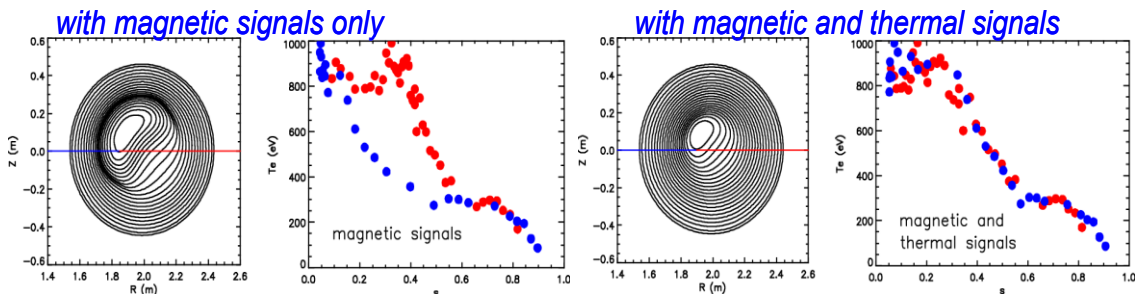 with magnetic signals only
with magnetic and thermal signals
0.6
0.4
0.2
0.0
−0.2
−0.4
−0.6
Z (m)
1.4 1.6 1.8 2.0 2.2 2.4 2.6
R (m)
1000
800
600
400
200
0
Te (eV)
magnetic signals
0.0 0.2 0.4 0.6 0.8 1.0
s
0.6
0.4
0.2
0.0
−0.2
−0.4
−0.6
Z (m)
1.4 1.6 1.8 2.0 2.2 2.4 2.6
R (m)
1000
800
600
400
200
0
Te (eV)
magnetic and
thermal signals
0.0 0.2 0.4 0.6 0.8 1.0
s